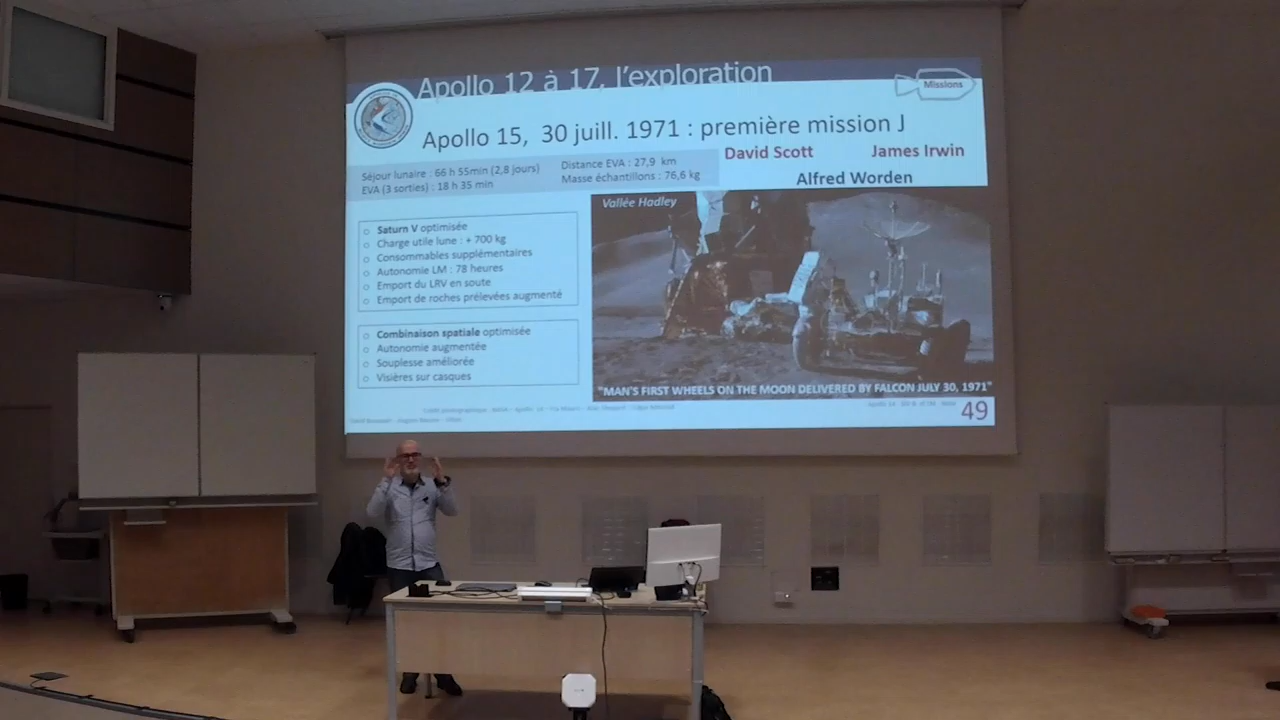 Apollo 12 à 17, l'exploration
Missions
Apollo 15, 30 juill. 1971 : première mission J
David Scott
James Irwin
Alfred Worden
Séjour lunaire : 66 h 55min (2,8 jours)
EVA (3 sorties) : 18 h 35 min
Distance EVA : 27,9 km
Masse échantillons : 76,6 kg
Vallée Hadley
o Saturn V optimisée
o Charge utile lune : + 700 kg
o Consommables supplémentaires
o Autonomie LM : 78 heures
o Emport du LRV en soute
o Emport de roches prélevées augmenté
o Combinaison spatiale optimisée
o Autonomie augmentée
o Souplesse améliorée
o Visières sur casques
"MAN'S FIRST WHEELS ON THE MOON DELIVERED BY FALCON JULY 30, 1971"
49